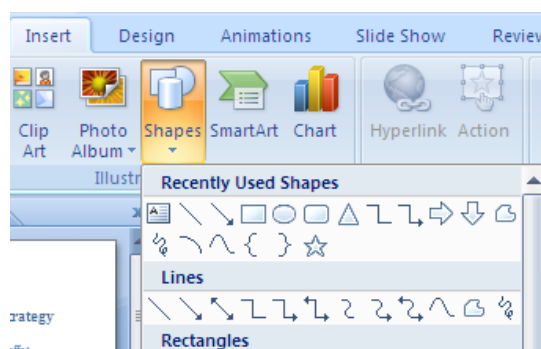 Insert Design Animations Slide Show Review
Clip Art Photo Album Shapes SmartArt Chart Hyperlink Action
Illustr
Recently Used Shapes
Lines
rategy
Rectangles